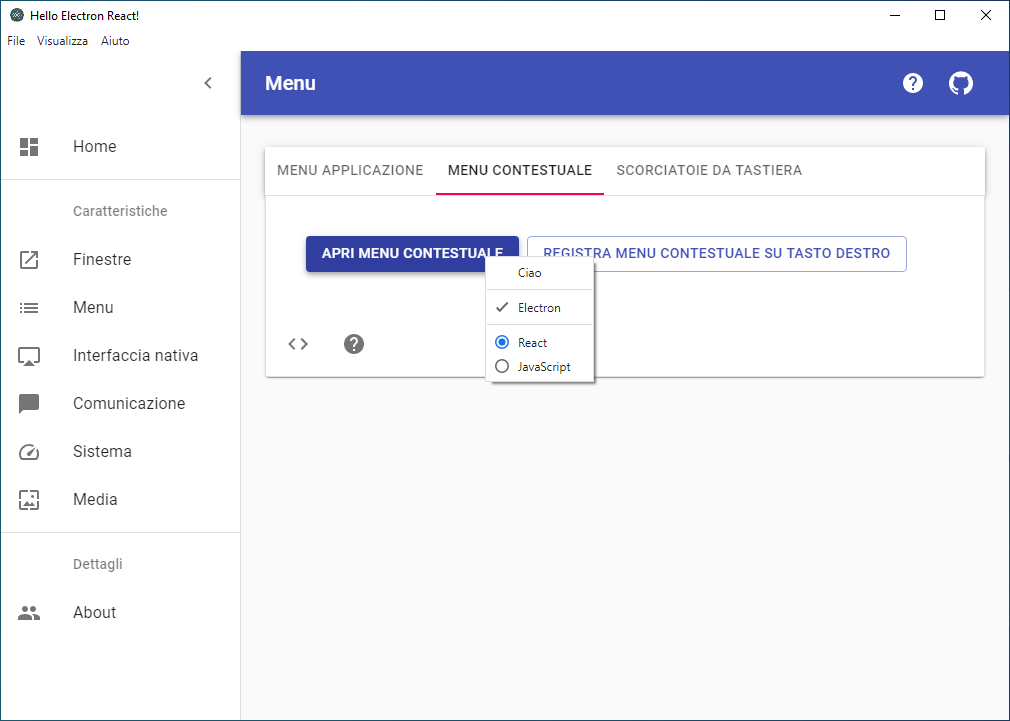 Hello Electron React!
File Visualizza Aiuto
Menu
Home
Caratteristiche
Finestre
Menu
Interfaccia nativa
Comunicazione
Sistema
Media
Dettagli
About
MENU APPLICAZIONE MENU CONTESTUALE SCORCIATOIE DA TASTIERA
APRI MENU CONTESTUALE REGISTRA MENU CONTESTUALE SU TASTO DESTRO
Ciao
Electron
React
JavaScript